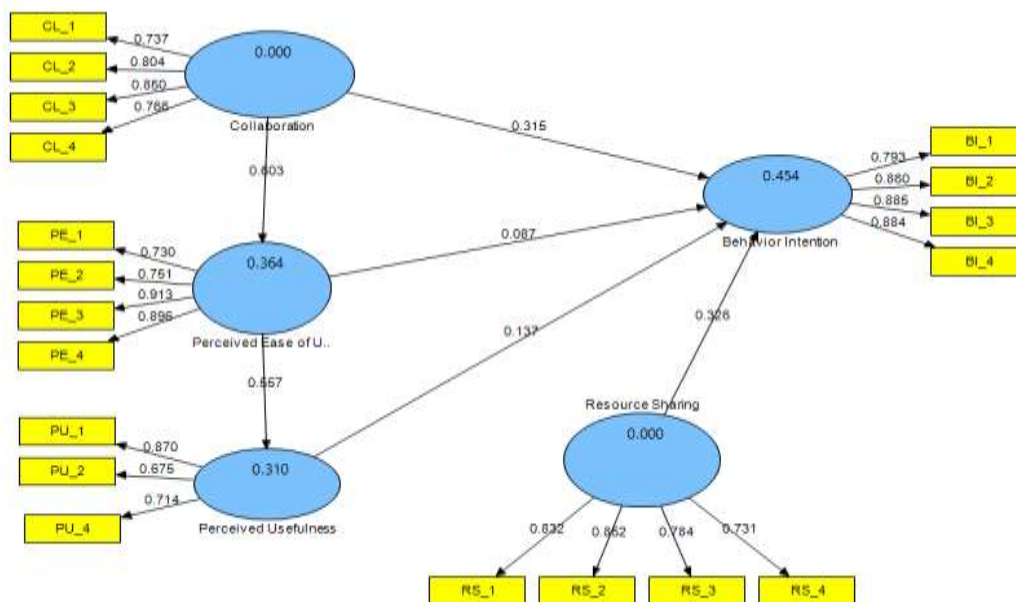 CL_1
0.737
CL_2
0.804
CL_3
0.850
CL_4
0.766
0.000
Collaboration
0.315
0.603
PE_1
0.730
PE_2
0.751
PE_3
0.913
PE_4
0.896
0.364
Perceived Ease of U..
0.087
0.557
PU_1
0.870
PU_2
0.675
PU_4
0.714
0.310
Perceived Usefulness
0.137
0.454
Behavior Intention
BI_1
0.793
BI_2
0.880
BI_3
0.885
BI_4
0.884
0.326
Resource Sharing
0.000
0.832
0.852
0.784
0.731
RS_1
RS_2
RS_3
RS_4